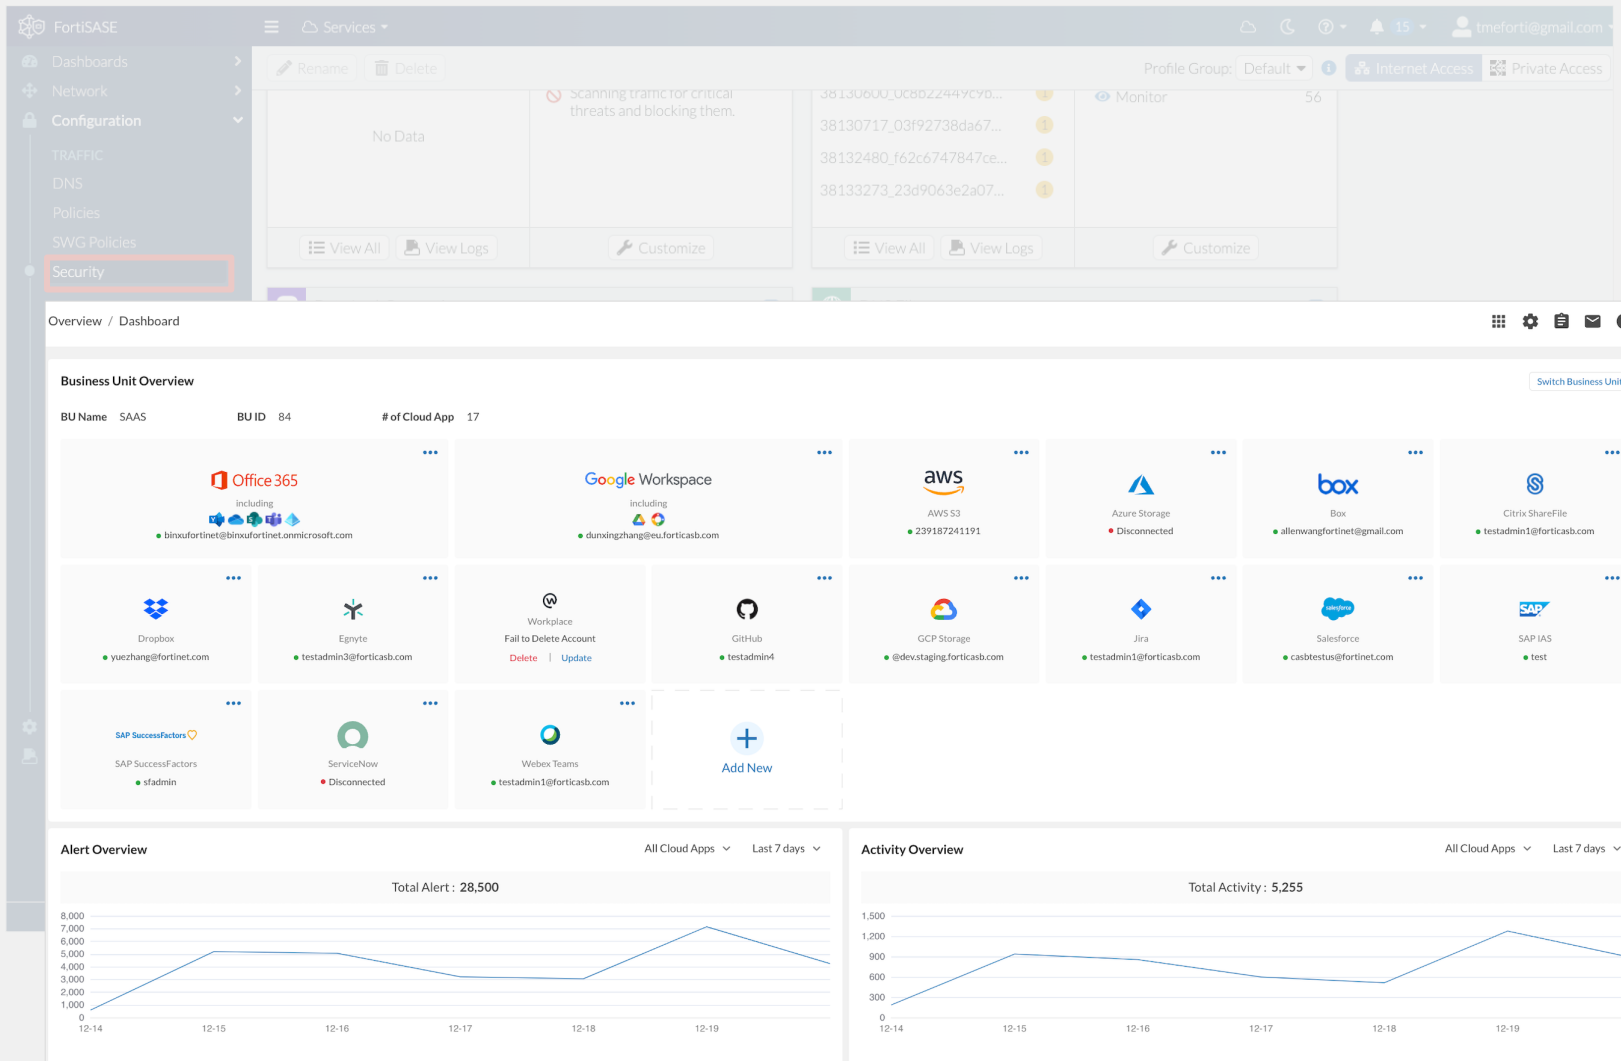 FortiSASE
Services
15
tmeforti@gmail.com
Dashboards
Network
Configuration
TRAFFIC
DNS
Policies
SWG Policies
Security
Rename
Delete
Profile Group: Default
Internet Access
Private Access
No Data
Scanning traffic for critical
threats and blocking them.
38130600_0c8b22449c9b... 1
38130717_03f92738da67... 1
38132480_f62c6747847ce... 1
38133273_23d9063e2a07... 1
Monitor 56
View All
View Logs
Customize
View All
View Logs
Customize
Overview / Dashboard
Business Unit Overview
Switch Business Unit
BU Name SAAS BU ID 84 # of Cloud App 17
Office 365
including
binxufortinet@binxufortinet.onmicrosoft.com
Google Workspace
including
dunxingzhang@eu.forticasb.com
aws
AWS S3
239187241191
Azure Storage
Disconnected
box
Box
allenwangfortinet@gmail.com
Citrix ShareFile
testadmin1@forticasb.com
Dropbox
yuezhang@fortinet.com
Egnyte
testadmin3@forticasb.com
Workplace
Fail to Delete Account
Delete | Update
GitHub
testadmin4
GCP Storage
@dev.staging.forticasb.com
Jira
testadmin1@forticasb.com
salesforce
Salesforce
casbtestus@fortinet.com
SAP
SAP IAS
test
SAP SuccessFactors
SAP SuccessFactors
sfadmin
ServiceNow
Disconnected
Webex Teams
testadmin1@forticasb.com
Add New
Alert Overview
All Cloud Apps
Last 7 days
Total Alert : 28,500
8,000
7,000
6,000
5,000
4,000
3,000
2,000
1,000
0
12-14 12-15 12-16 12-17 12-18 12-19
Activity Overview
All Cloud Apps
Last 7 days
Total Activity : 5,255
1,500
1,200
900
600
300
0
12-14 12-15 12-16 12-17 12-18 12-19